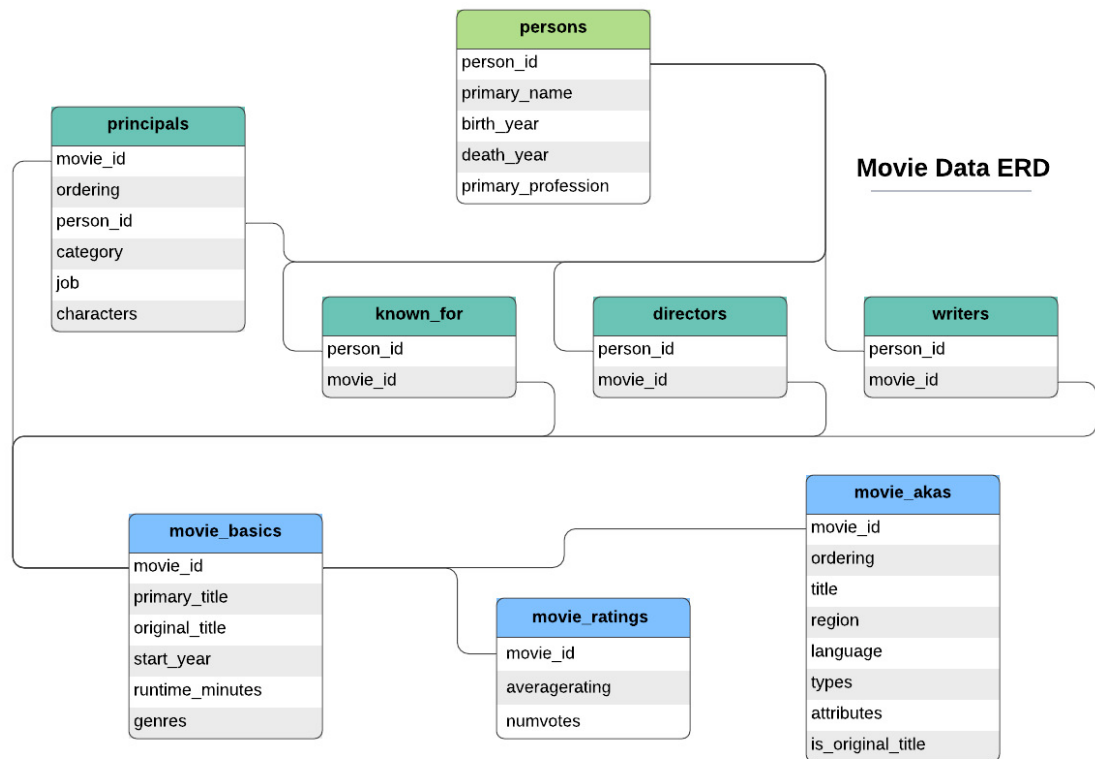 persons
person_id
primary_name
birth_year
death_year
primary_profession
Movie Data ERD
principals
movie_id
ordering
person_id
category
job
characters
known_for
person_id
movie_id
directors
person_id
movie_id
writers
person_id
movie_id
movie_basics
movie_id
primary_title
original_title
start_year
runtime_minutes
genres
movie_ratings
movie_id
averagerating
numvotes
movie_akas
movie_id
ordering
title
region
language
types
attributes
is_original_title